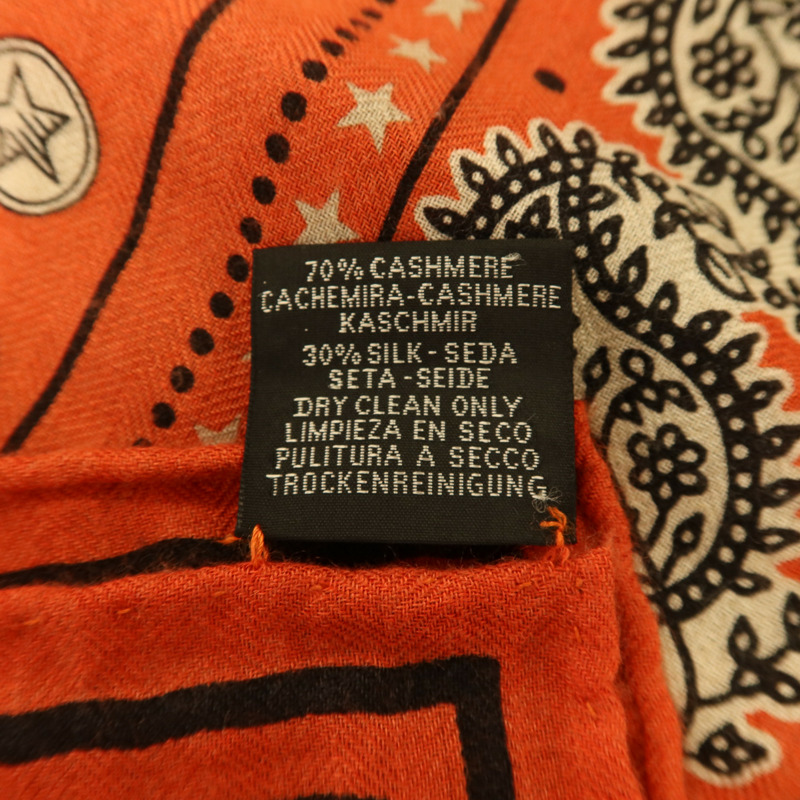 70% CASHMERE
CACHEMIRA-CASHMERE
KASCHMIR
30% SILK - SEDA
SETA - SEIDE
DRY CLEAN ONLY
LIMPIEZA EN SECO
PULITURA A SECCO
TROCKENREINIGUNG